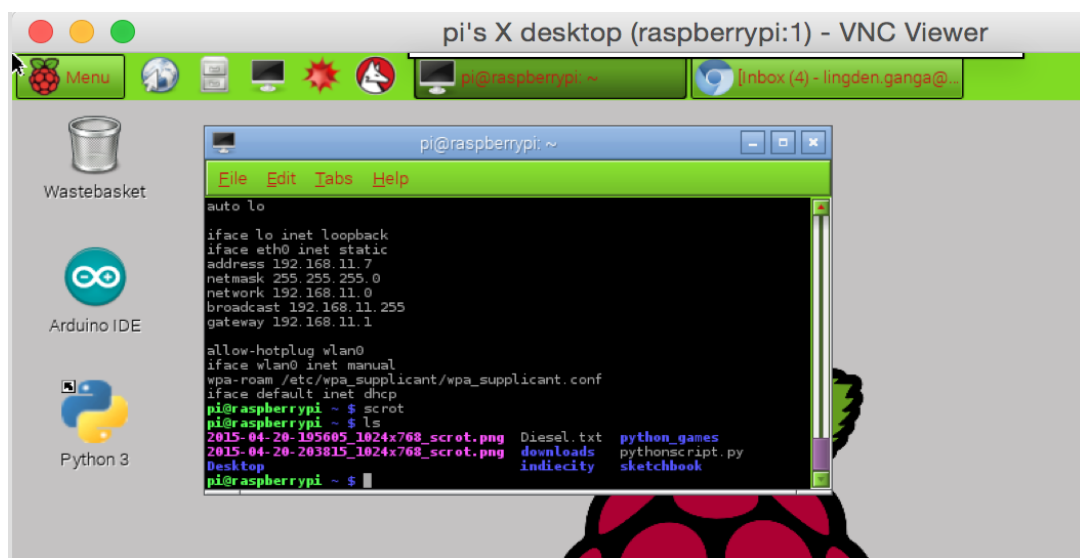 pi's X desktop (raspberrypi:1) - VNC Viewer
Menu
pi@raspberrypi: ~
[Inbox (4) - lingden.ganga@...
Wastebasket
Arduino IDE
Python 3
pi@raspberrypi: ~
File Edit Tabs Help
auto lo
iface lo inet loopback
iface eth0 inet static
address 192.168.11.7
netmask 255.255.255.0
network 192.168.11.0
broadcast 192.168.11.255
gateway 192.168.11.1
allow-hotplug wlan0
iface wlan0 inet manual
wpa-roam /etc/wpa_supplicant/wpa_supplicant.conf
iface default inet dhcp
pi@raspberrypi ~ $ scrot
pi@raspberrypi ~ $ ls
2015-04-20-195605_1024x768_scrot.png Diesel.txt python_games
2015-04-20-203815_1024x768_scrot.png downloads pythonscript.py
Desktop indiecity sketchbook
pi@raspberrypi ~ $